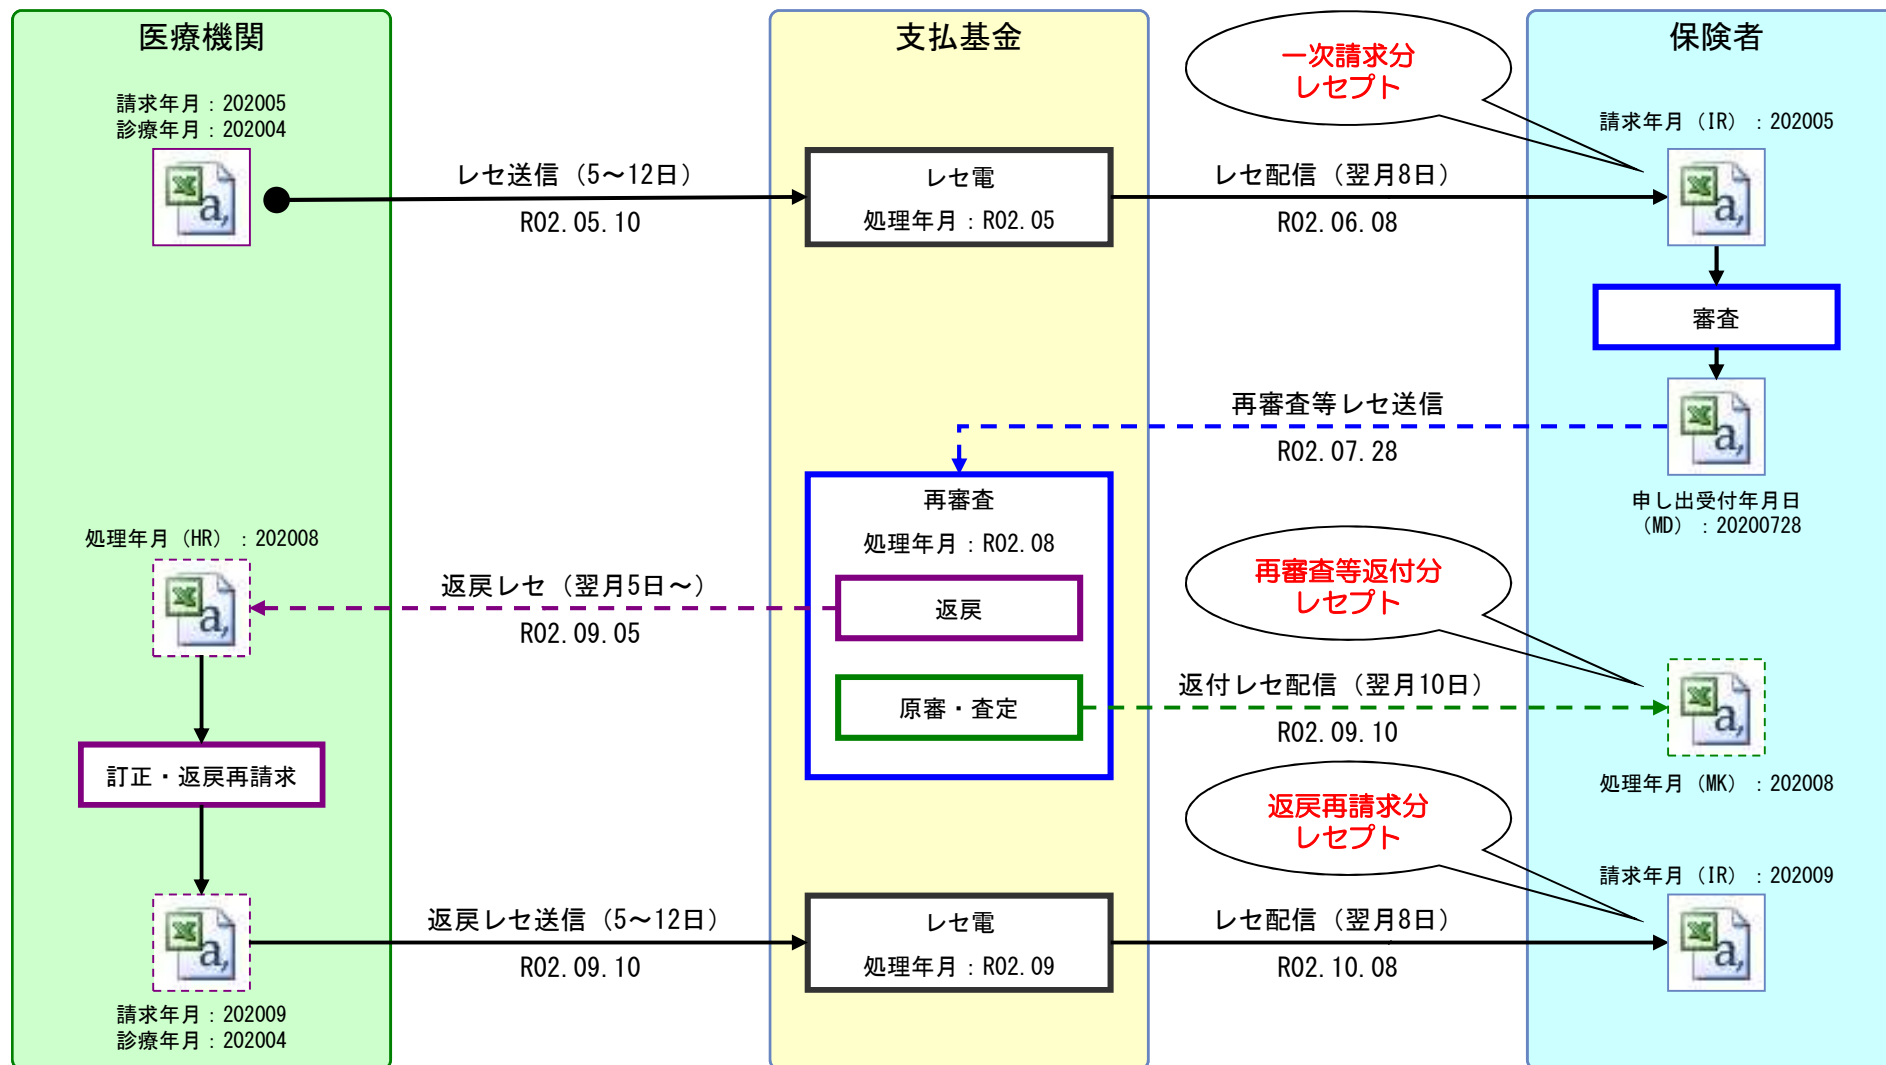 医療機関
支払基金
保険者
一次請求分
レセプト
請求年月：202005
診療年月：202004
請求年月（IR）：202005
レセ送信（5～12日）
R02.05.10
レセ電
処理年月：R02.05
レセ配信（翌月8日）
R02.06.08
審査
再審査等レセ送信
R02.07.28
申し出受付年月日
（MD）：20200728
再審査
処理年月：R02.08
処理年月（HR）：202008
返戻レセ（翌月5日～）
R02.09.05
返戻
再審査等返付分
レセプト
原審・査定
返付レセ配信（翌月10日）
R02.09.10
処理年月（MK）：202008
訂正・返戻再請求
返戻再請求分
レセプト
請求年月（IR）：202009
返戻レセ送信（5～12日）
R02.09.10
レセ電
処理年月：R02.09
レセ配信（翌月8日）
R02.10.08
請求年月：202009
診療年月：202004